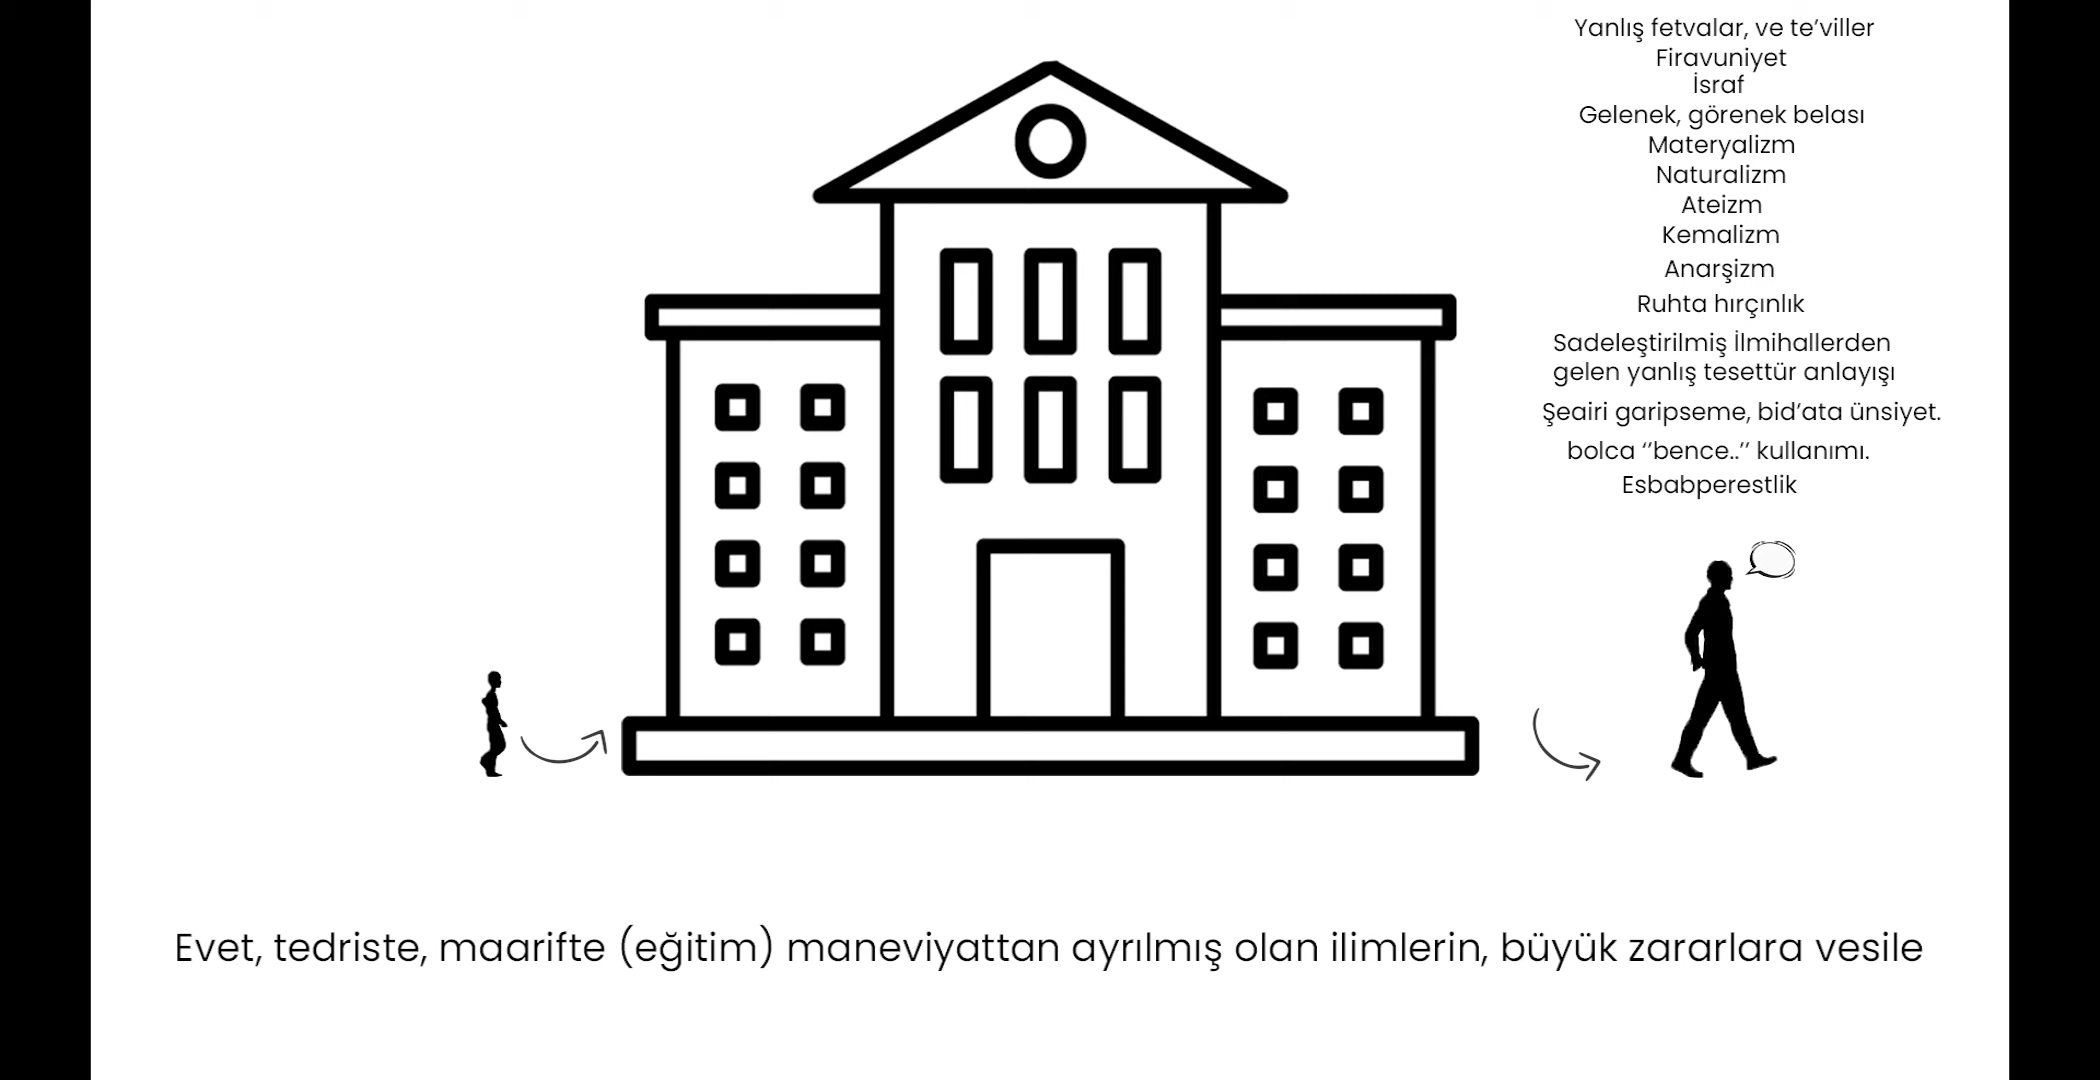 Yanlış fetvalar, ve te’viller
Firavuniyet
İsraf
Gelenek, görenek belası
Materyalizm
Naturalizm
Ateizm
Kemalizm
Anarşizm
Ruhta hırçınlık
Sadeleştirilmiş İlmihallerden
gelen yanlış tesettür anlayışı
Şeairi garipseme, bid’ata ünsiyet.
bolca ‘‘bence..’’ kullanımı.
Esbabperestlik
Evet, tedriste, maarifte (eğitim) maneviyattan ayrılmış olan ilimlerin, büyük zararlara vesile